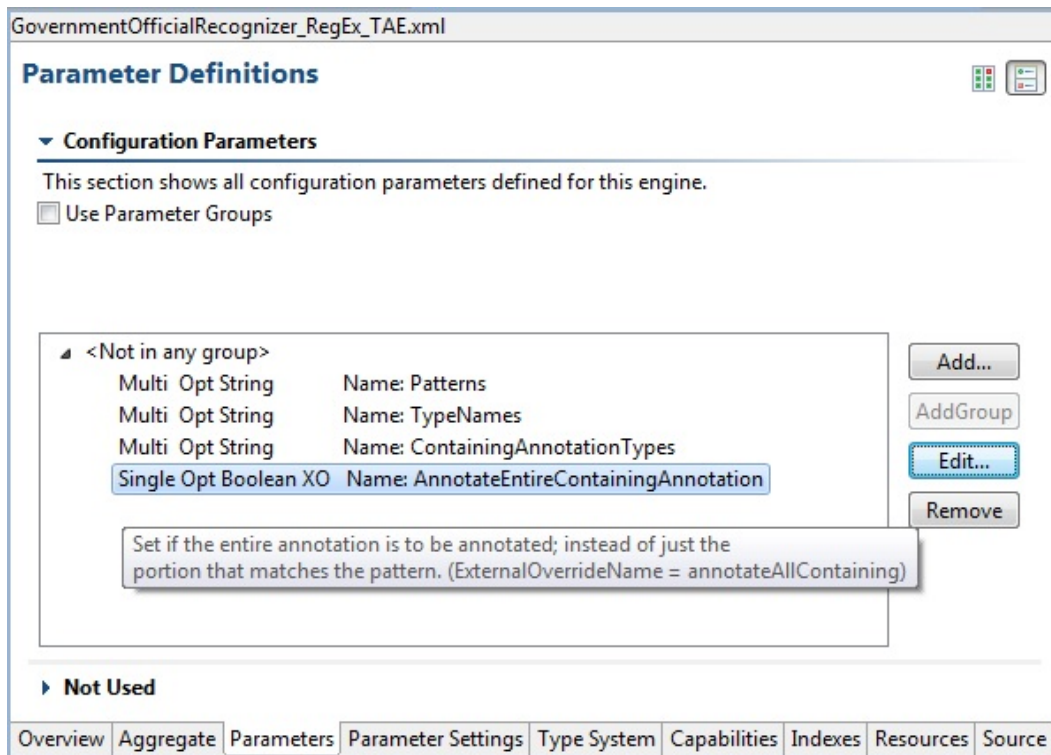 GovernmentOfficialRecognizer_RegEx_TAE.xml
Parameter Definitions
Configuration Parameters
This section shows all configuration parameters defined for this engine.
Use Parameter Groups
<Not in any group>
Multi Opt String Name: Patterns
Multi Opt String Name: TypeNames
Multi Opt String Name: ContainingAnnotationTypes
Single Opt Boolean XO Name: AnnotateEntireContainingAnnotation
Add...
AddGroup
Edit...
Remove
Set if the entire annotation is to be annotated; instead of just the
portion that matches the pattern. (ExternalOverrideName = annotateAllContaining)
Not Used
Overview Aggregate Parameters Parameter Settings Type System Capabilities Indexes Resources Source